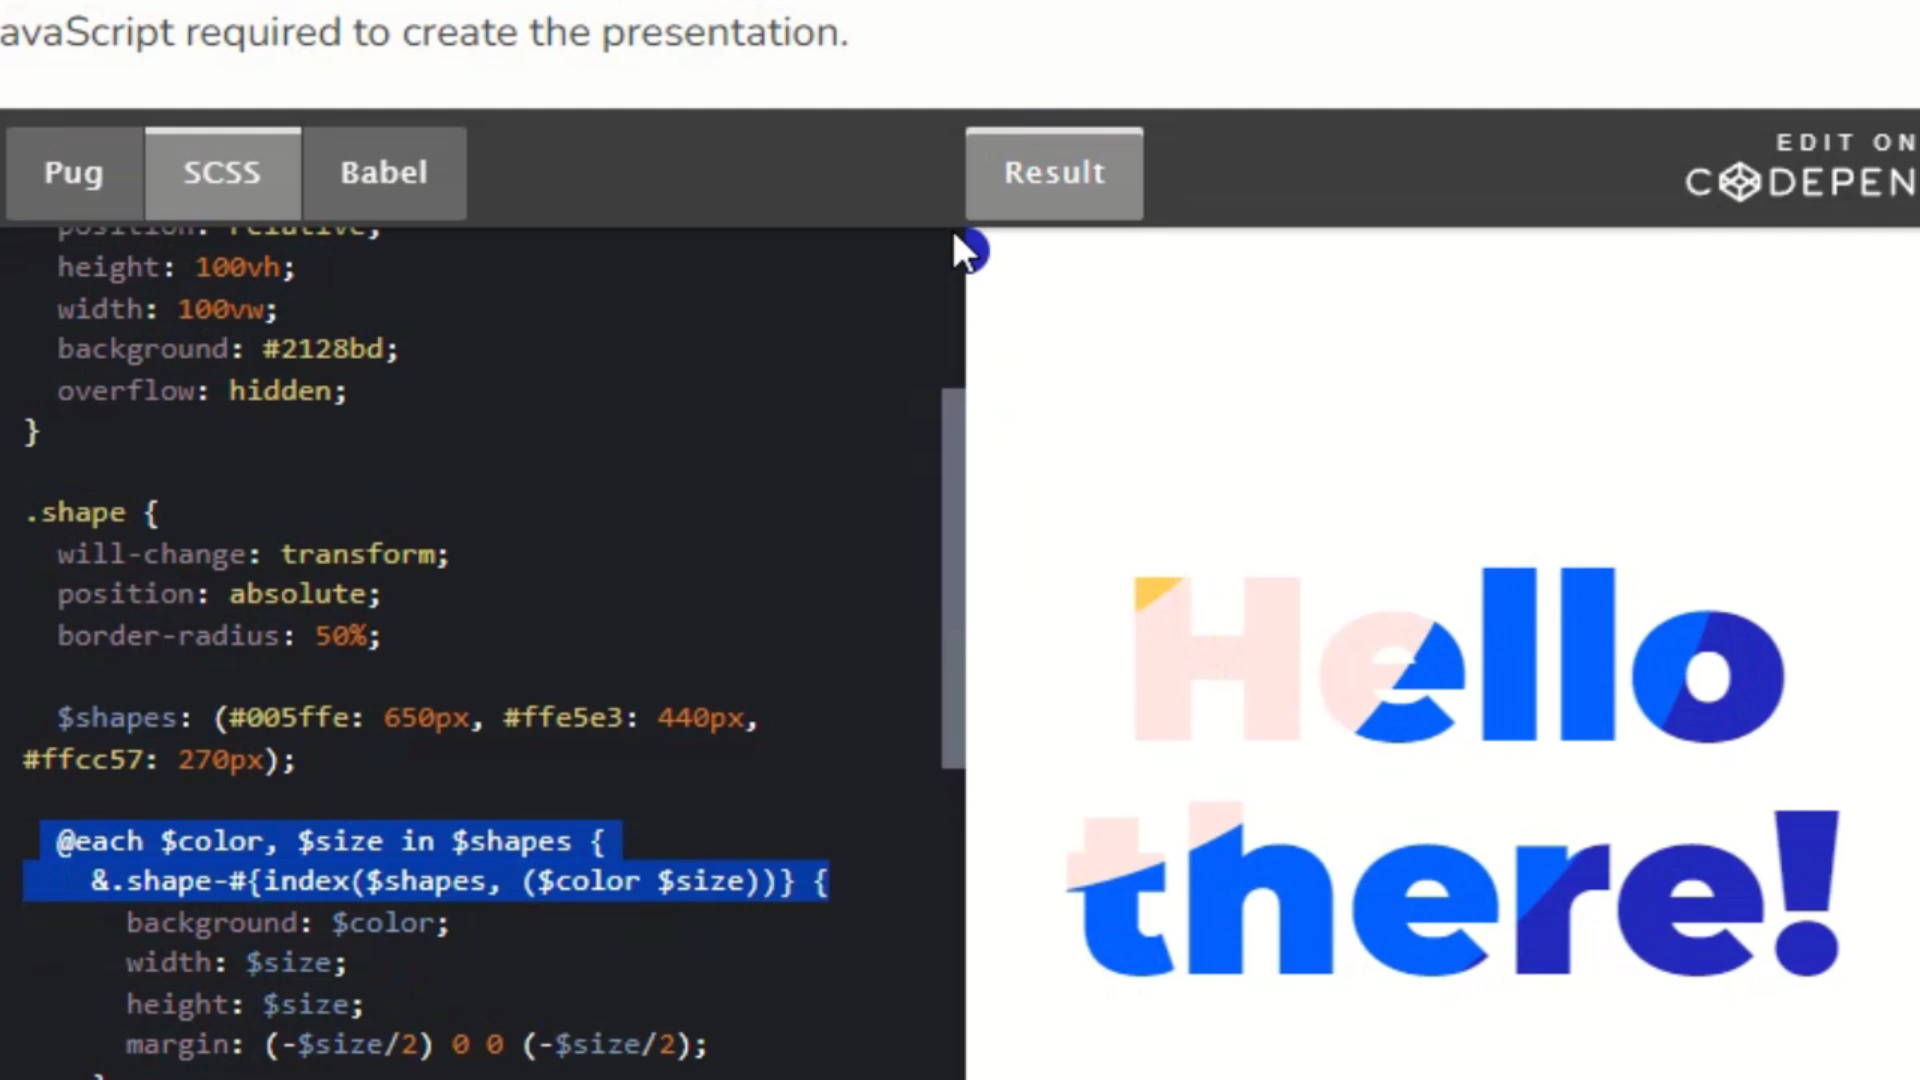 avaScript required to create the presentation.
Pug SCSS Babel
Result
EDIT ON
CODEPEN
position: relative;
height: 100vh;
width: 100vw;
background: #2128bd;
overflow: hidden;
}
.shape {
will-change: transform;
position: absolute;
border-radius: 50%;
$shapes: (#005ffe: 650px, #ffe5e3: 440px,
#ffcc57: 270px);
@each $color, $size in $shapes {
&.shape-#{index($shapes, ($color $size))} {
background: $color;
width: $size;
height: $size;
margin: (-$size/2) 0 0 (-$size/2);
}
Hello
there!